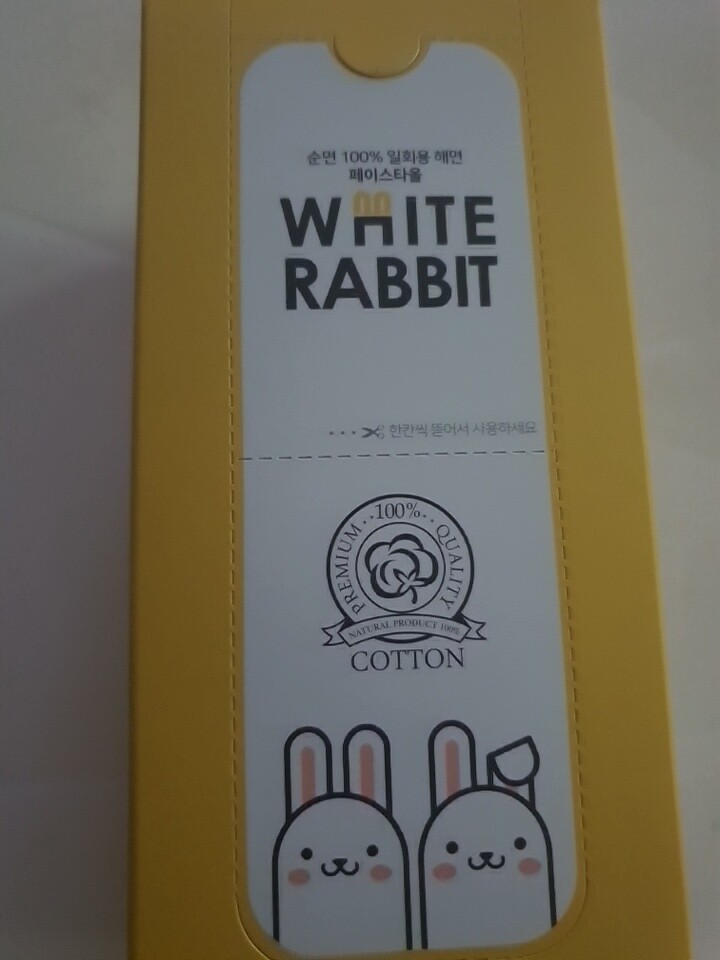 순면 100% 일회용 해면
페이스타올
WHITE
RABBIT
한칸씩 뜯어서 사용하세요
100%
PREMIUM QUALITY
NATURAL PRODUCT 100%
COTTON